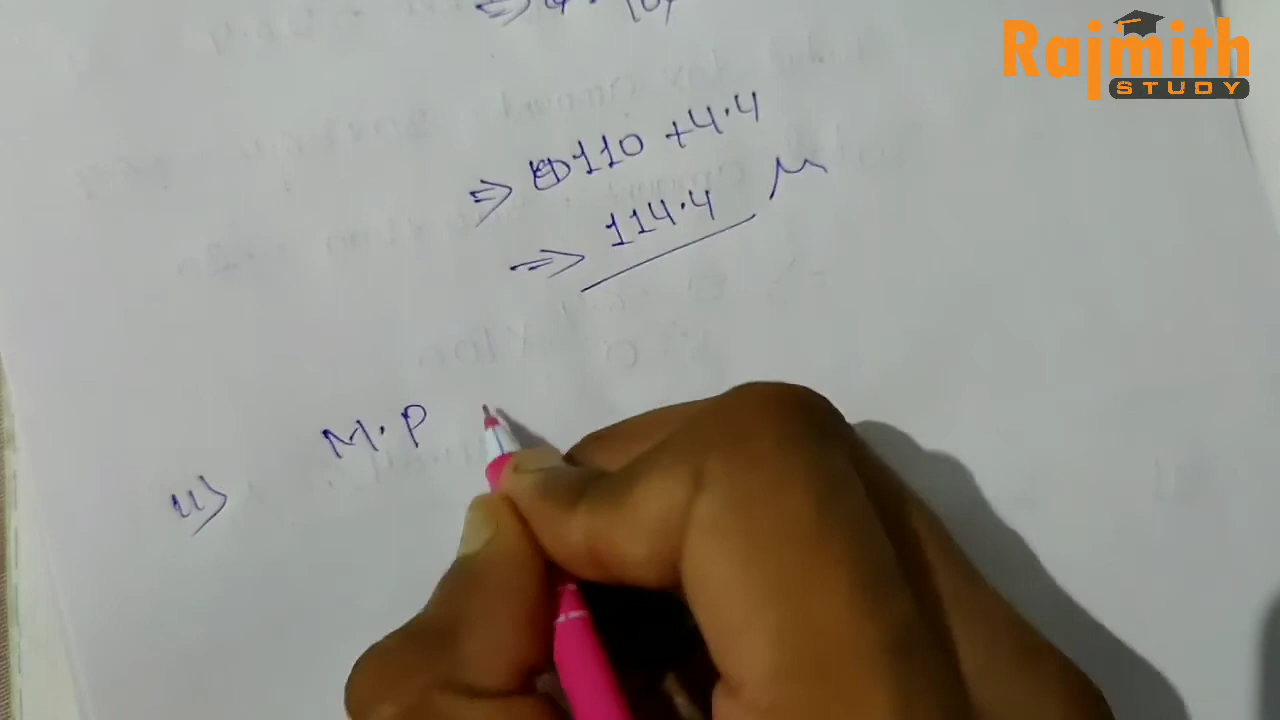 Rajmith
STUDY
⇒ 110 + 4.4
⇒ 114.4
ii) M.P